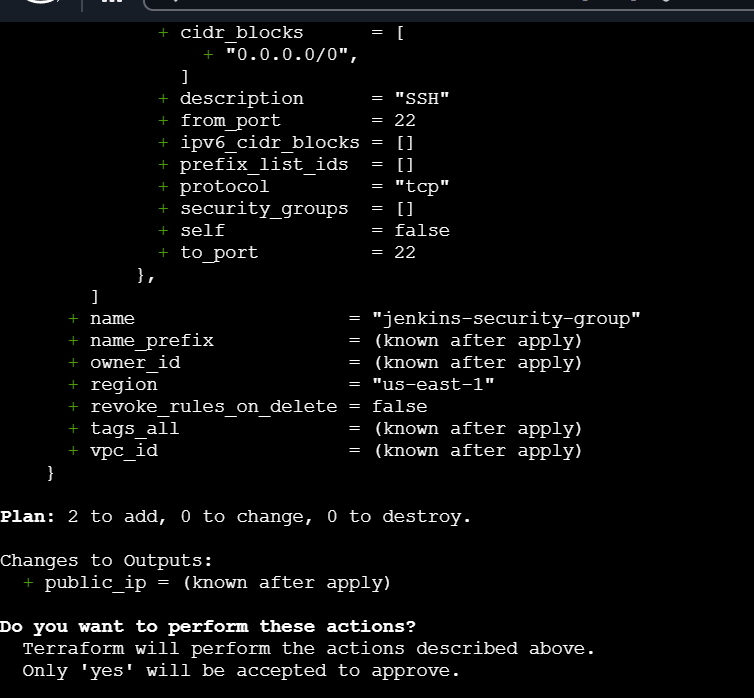 + cidr_blocks      = [
+ "0.0.0.0/0",
]
+ description      = "SSH"
+ from_port        = 22
+ ipv6_cidr_blocks = []
+ prefix_list_ids  = []
+ protocol         = "tcp"
+ security_groups  = []
+ self             = false
+ to_port          = 22
},
]
+ name                   = "jenkins-security-group"
+ name_prefix            = (known after apply)
+ owner_id               = (known after apply)
+ region                 = "us-east-1"
+ revoke_rules_on_delete = false
+ tags_all               = (known after apply)
+ vpc_id                 = (known after apply)
}
Plan: 2 to add, 0 to change, 0 to destroy.
Changes to Outputs:
+ public_ip = (known after apply)
Do you want to perform these actions?
Terraform will perform the actions described above.
Only 'yes' will be accepted to approve.